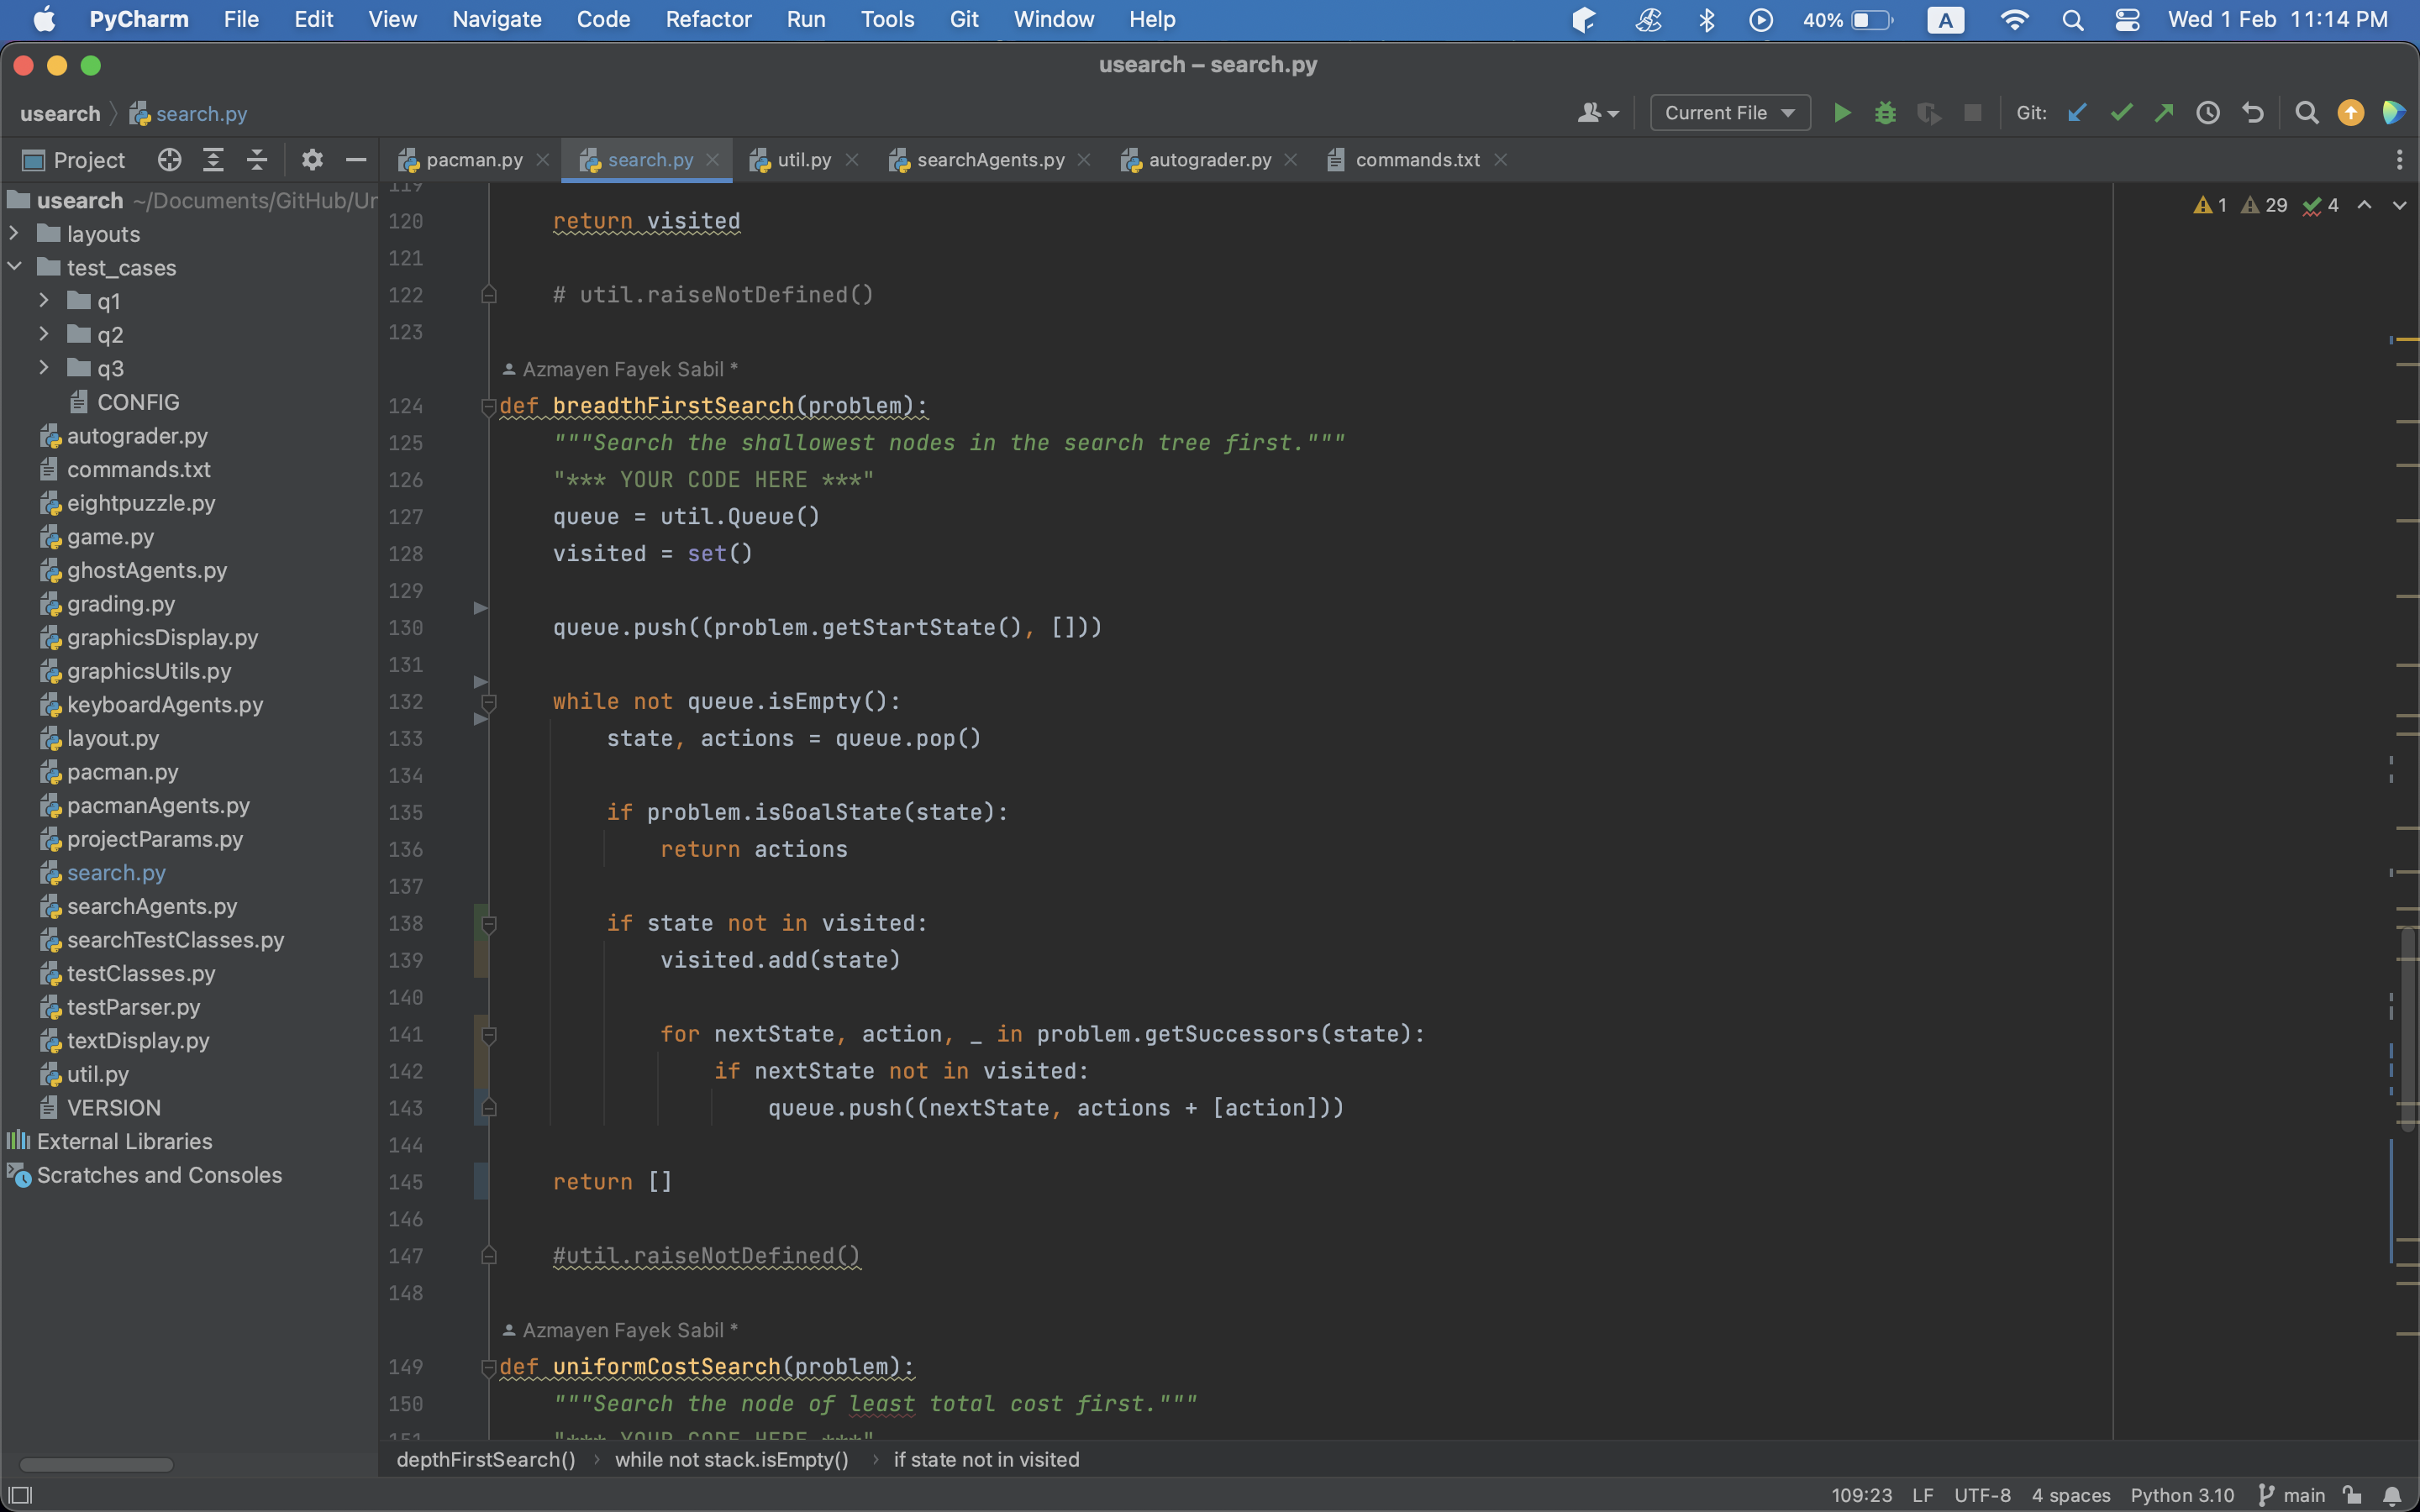 PyCharm File Edit View Navigate Code Refactor Run Tools Git Window Help 40% A Wed 1 Feb 11:14 PM
usearch – search.py
usearch search.py Current File Git:
Project pacman.py search.py util.py searchAgents.py autograder.py commands.txt
usearch ~/Documents/GitHub/Ur
layouts
test_cases
q1
q2
q3
CONFIG
autograder.py
commands.txt
eightpuzzle.py
game.py
ghostAgents.py
grading.py
graphicsDisplay.py
graphicsUtils.py
keyboardAgents.py
layout.py
pacman.py
pacmanAgents.py
projectParams.py
search.py
searchAgents.py
searchTestClasses.py
testClasses.py
testParser.py
textDisplay.py
util.py
VERSION
External Libraries
Scratches and Consoles
1 29 4
119
120 return visited
121
122 # util.raiseNotDefined()
123
Azmayen Fayek Sabil *
124 def breadthFirstSearch(problem):
125 """Search the shallowest nodes in the search tree first."""
126 "*** YOUR CODE HERE ***"
127 queue = util.Queue()
128 visited = set()
129
130 queue.push((problem.getStartState(), []))
131
132 while not queue.isEmpty():
133 state, actions = queue.pop()
134
135 if problem.isGoalState(state):
136 return actions
137
138 if state not in visited:
139 visited.add(state)
140
141 for nextState, action, _ in problem.getSuccessors(state):
142 if nextState not in visited:
143 queue.push((nextState, actions + [action]))
144
145 return []
146
147 #util.raiseNotDefined()
148
Azmayen Fayek Sabil *
149 def uniformCostSearch(problem):
150 """Search the node of least total cost first."""
151 "*** YOUR CODE HERE ***"
depthFirstSearch() › while not stack.isEmpty() › if state not in visited
109:23 LF UTF-8 4 spaces Python 3.10 main